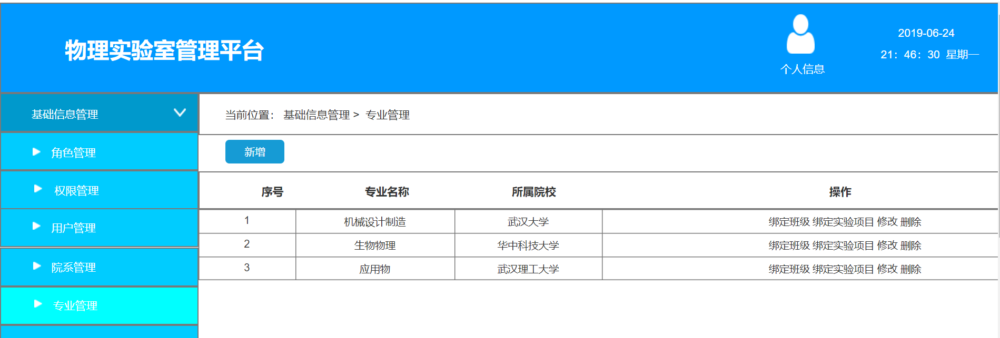 物理实验室管理平台
个人信息
2019-06-24
21：46：30 星期一
基础信息管理
角色管理
权限管理
用户管理
院系管理
专业管理
当前位置： 基础信息管理 > 专业管理
新增
序号 专业名称 所属院校 操作
1 机械设计制造 武汉大学 绑定班级 绑定实验项目 修改 删除
2 生物物理 华中科技大学 绑定班级 绑定实验项目 修改 删除
3 应用物 武汉理工大学 绑定班级 绑定实验项目 修改 删除